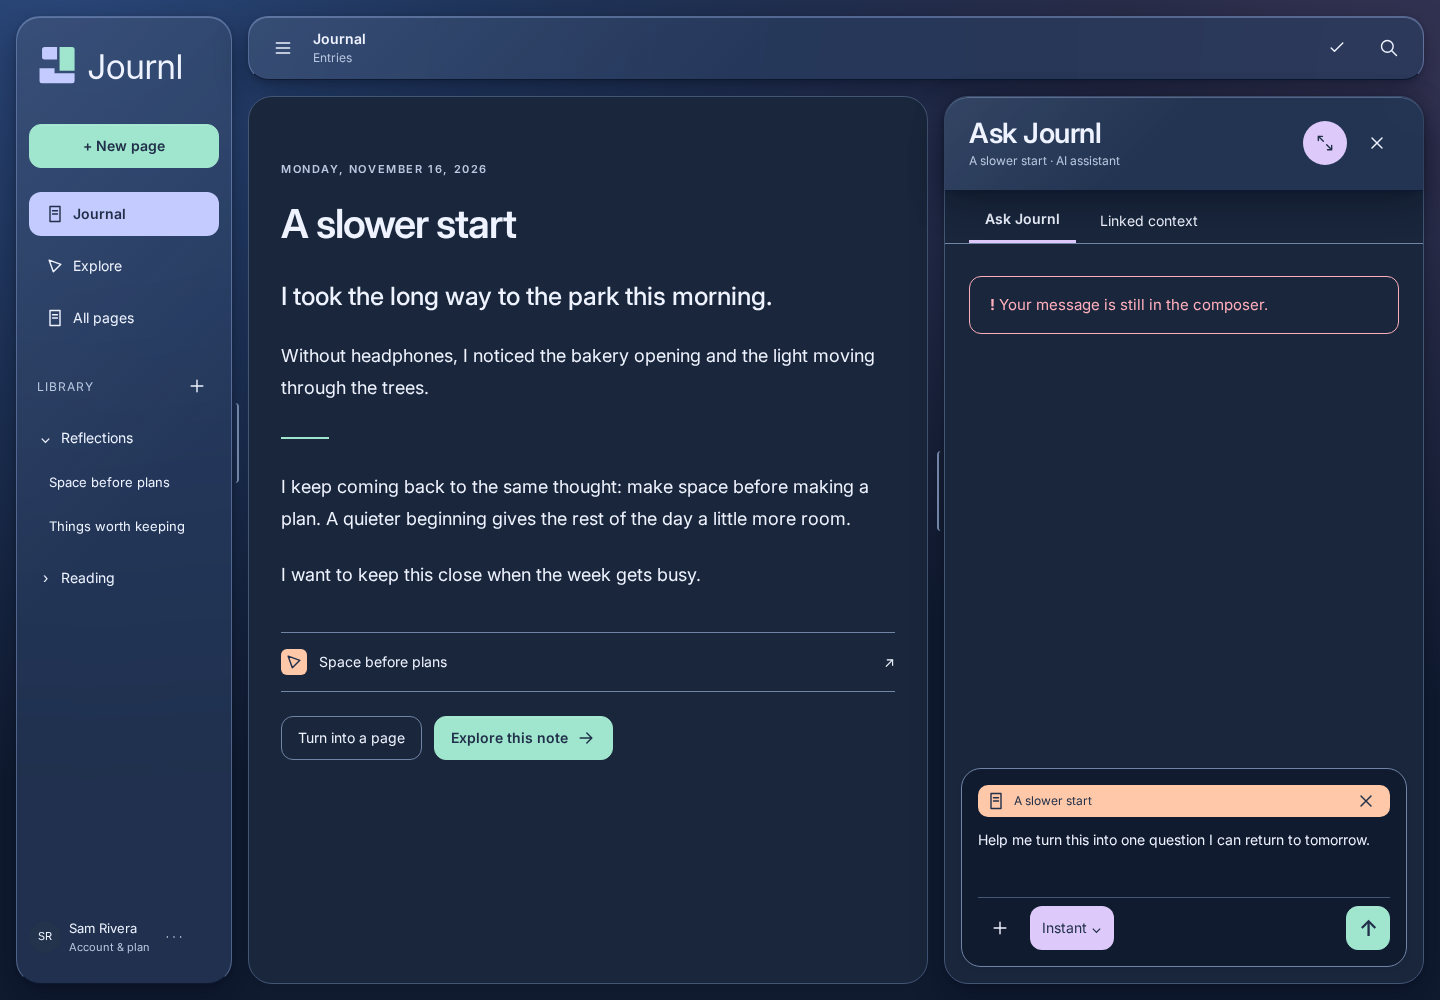 Journl
+ New page
Journal
Explore
All pages
LIBRARY
Reflections
Space before plans
Things worth keeping
Reading
SR
Sam Rivera
Account & plan
Journal
Entries
MONDAY, NOVEMBER 16, 2026
A slower start
I took the long way to the park this morning.
Without headphones, I noticed the bakery opening and the light moving
through the trees.
I keep coming back to the same thought: make space before making a
plan. A quieter beginning gives the rest of the day a little more room.
I want to keep this close when the week gets busy.
Space before plans
Turn into a page
Explore this note
Ask Journl
A slower start · AI assistant
Ask Journl
Linked context
! Your message is still in the composer.
A slower start
Help me turn this into one question I can return to tomorrow.
Instant